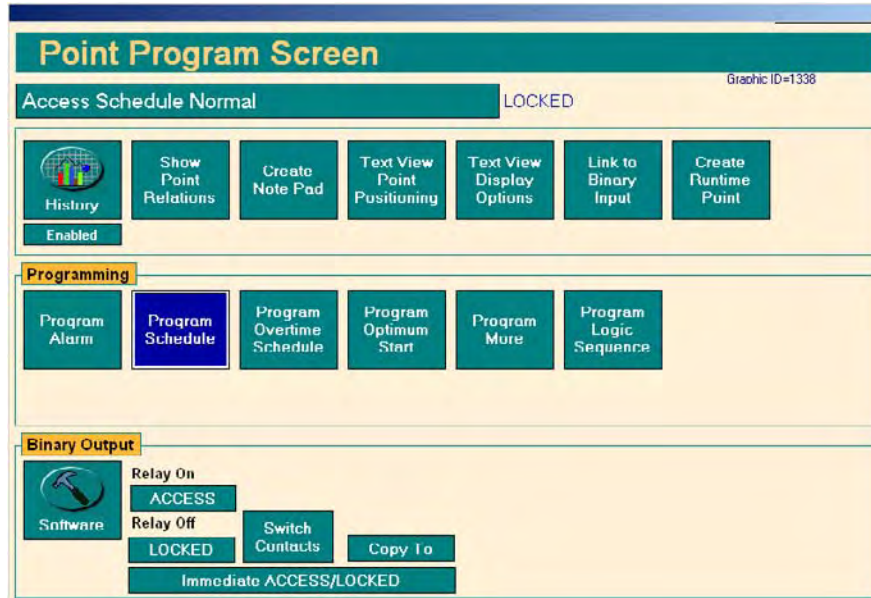 Point Program Screen
Graphic ID=1338
Access Schedule Normal LOCKED
History
Enabled
Show
Point
Relations
Create
Note Pad
Text View
Point
Positioning
Text View
Display
Options
Link to
Binary
Input
Create
Runtime
Point
Programming
Program
Alarm
Program
Schedule
Program
Overtime
Schedule
Program
Optimum
Start
Program
More
Program
Logic
Sequence
Binary Output
Software
Relay On
ACCESS
Relay Off
LOCKED
Switch
Contacts
Copy To
Immediate ACCESS/LOCKED